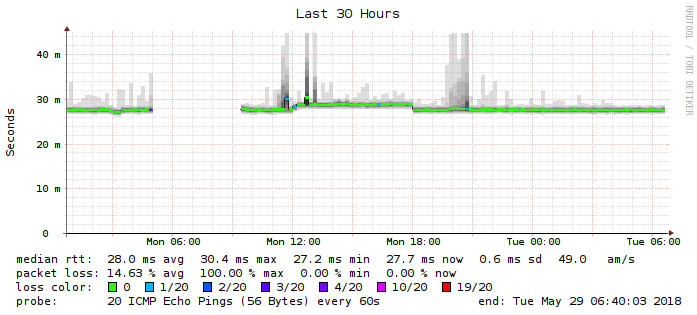 Last 30 Hours
RRDTOOL / TOBI OETIKER
Seconds
40 m
30 m
20 m
10 m
0
Mon 06:00 Mon 12:00 Mon 18:00 Tue 00:00 Tue 06:00
median rtt: 28.0 ms avg 30.4 ms max 27.2 ms min 27.7 ms now 0.6 ms sd 49.0 am/s
packet loss: 14.63 % avg 100.00 % max 0.00 % min 0.00 % now
loss color: 0 1/20 2/20 3/20 4/20 10/20 19/20
probe: 20 ICMP Echo Pings (56 Bytes) every 60s end: Tue May 29 06:40:03 2018